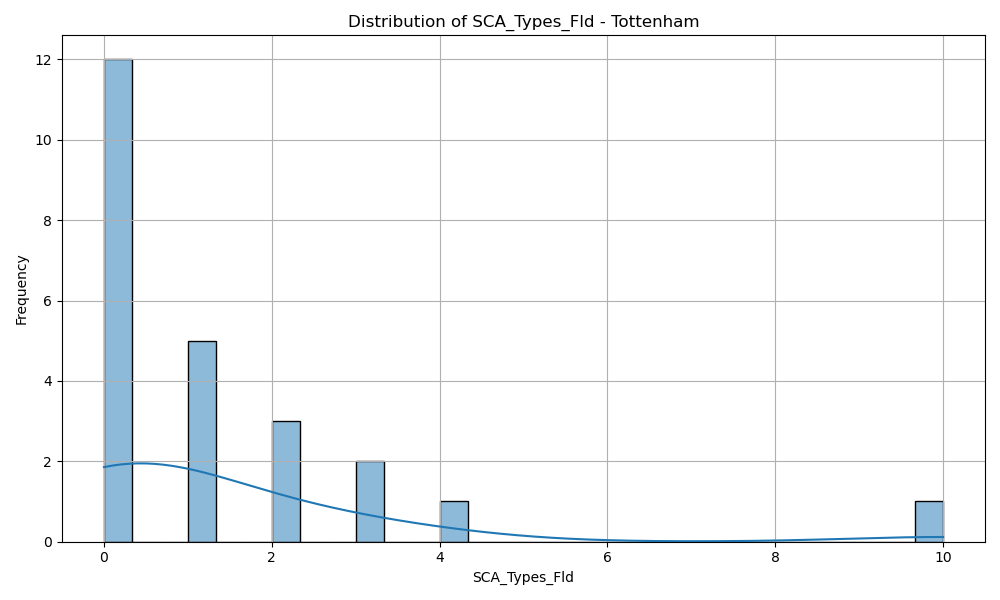 Distribution of SCA_Types_Fld - Tottenham
Frequency
12
10
8
6
4
2
0
0 2 4 6 8 10
SCA_Types_Fld